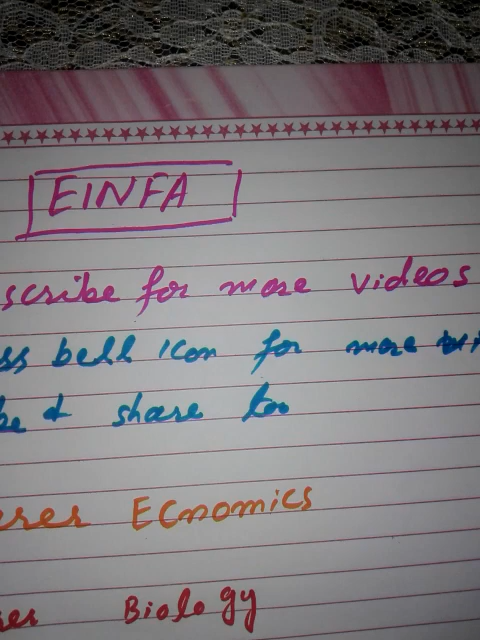 EINFA
scribe for more videos
ss bell icon for more
be & share too
Ecnomics
Biology